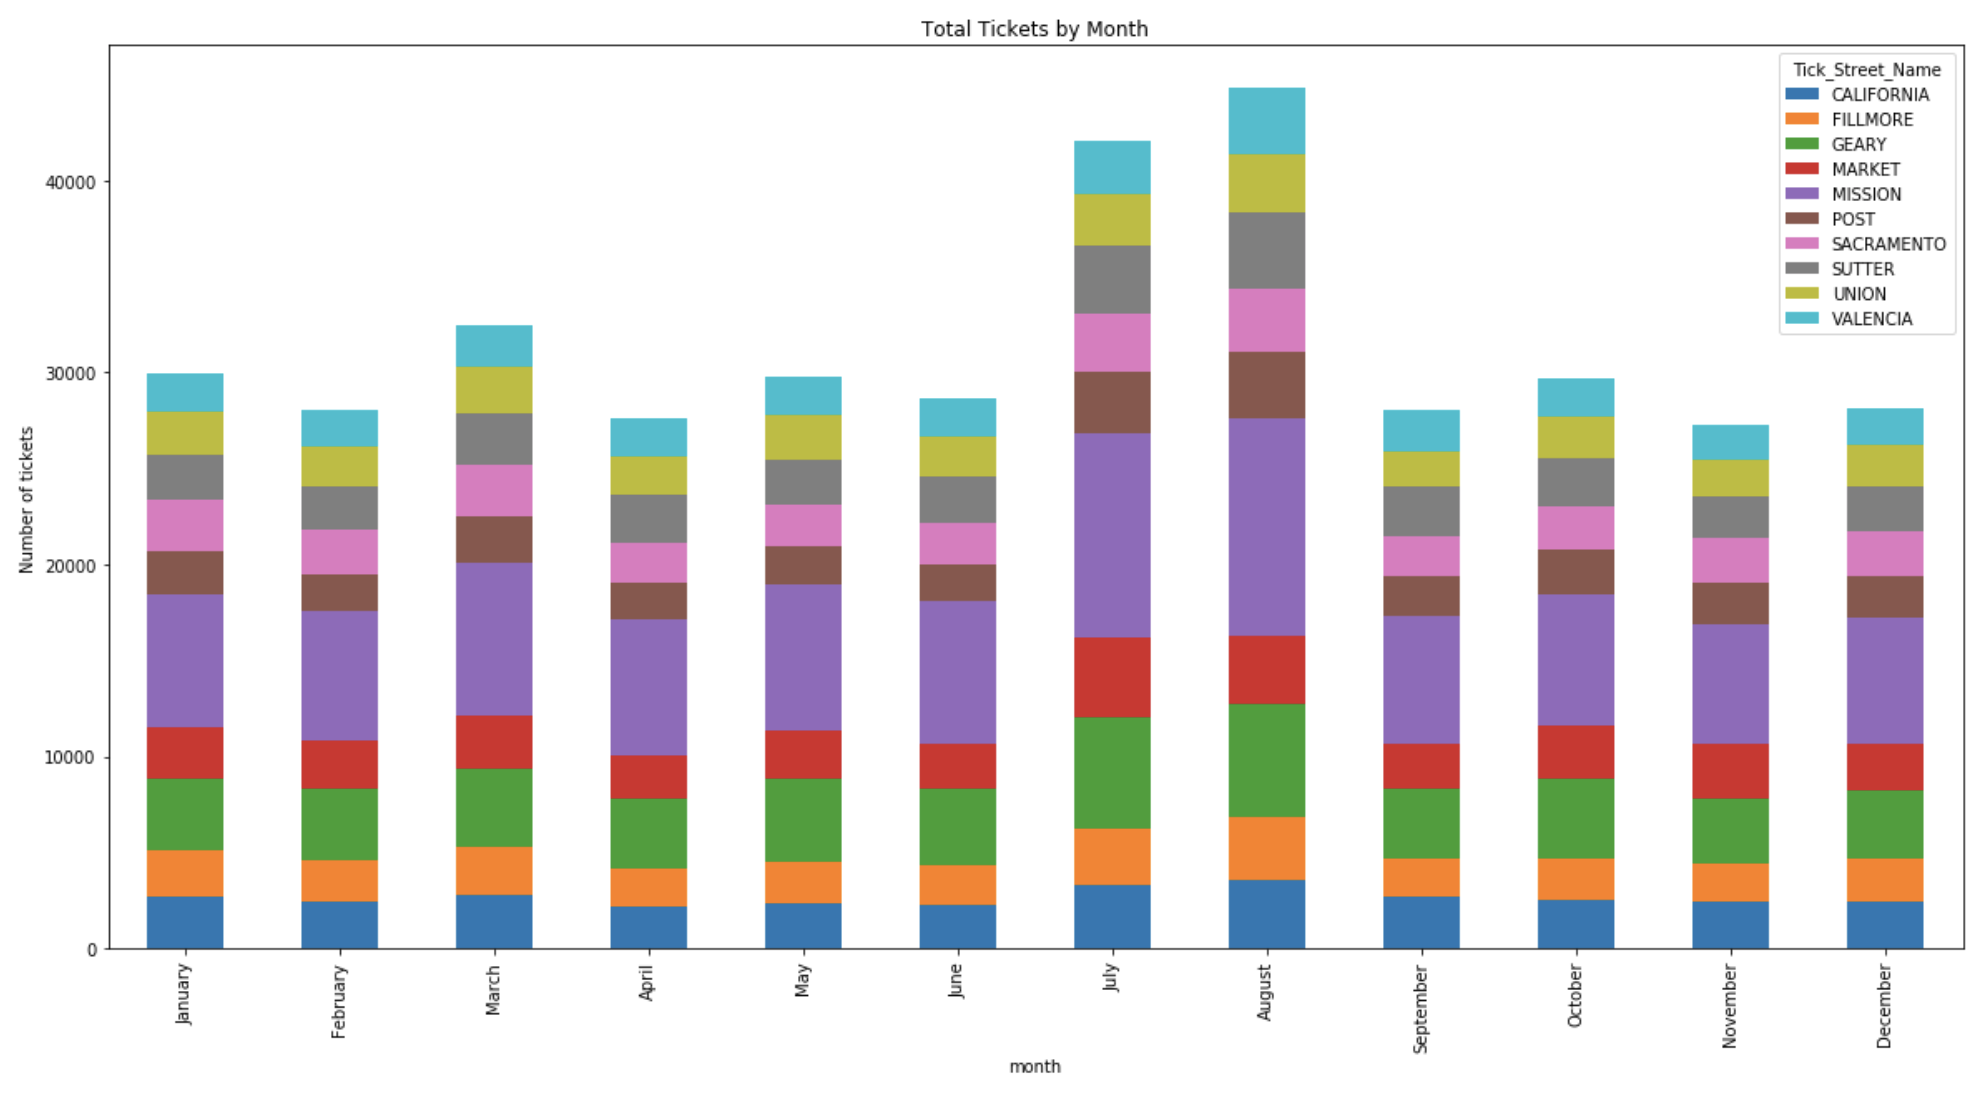 Total Tickets by Month
Tick_Street_Name
CALIFORNIA
FILLMORE
GEARY
MARKET
MISSION
POST
SACRAMENTO
SUTTER
UNION
VALENCIA
Number of tickets
40000
30000
20000
10000
0
January
February
March
April
May
June
July
August
September
October
November
December
month